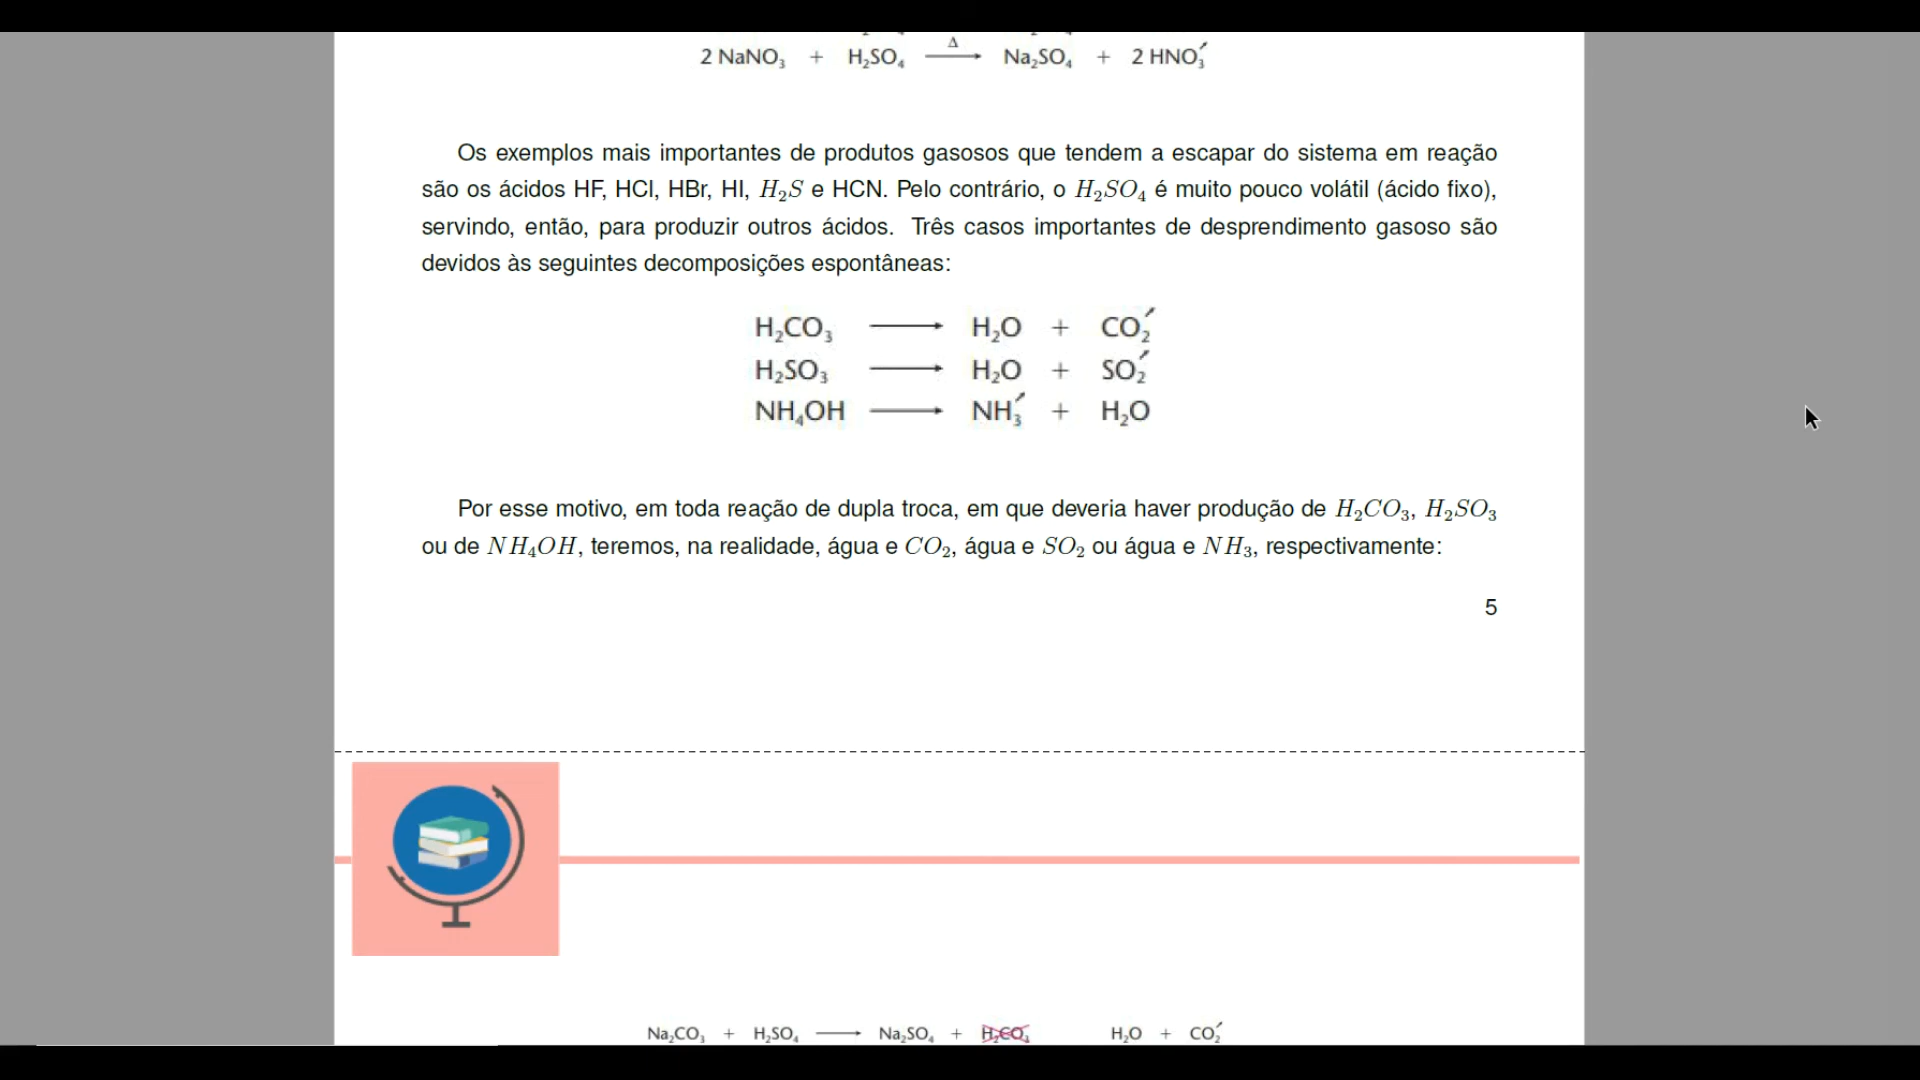 2 NaNO₃ + H₂SO₄ Δ→ Na₂SO₄ + 2 HNO₃↗
Os exemplos mais importantes de produtos gasosos que tendem a escapar do sistema em reação
são os ácidos HF, HCl, HBr, HI, H₂S e HCN. Pelo contrário, o H₂SO₄ é muito pouco volátil (ácido fixo),
servindo, então, para produzir outros ácidos. Três casos importantes de desprendimento gasoso são
devidos às seguintes decomposições espontâneas:
H₂CO₃ → H₂O + CO₂↗
H₂SO₃ → H₂O + SO₂↗
NH₄OH → NH₃↗ + H₂O
Por esse motivo, em toda reação de dupla troca, em que deveria haver produção de H₂CO₃, H₂SO₃
ou de NH₄OH, teremos, na realidade, água e CO₂, água e SO₂ ou água e NH₃, respectivamente:
5
Na₂CO₃ + H₂SO₄ → Na₂SO₄ + H₂CO₃ H₂O + CO₂↗